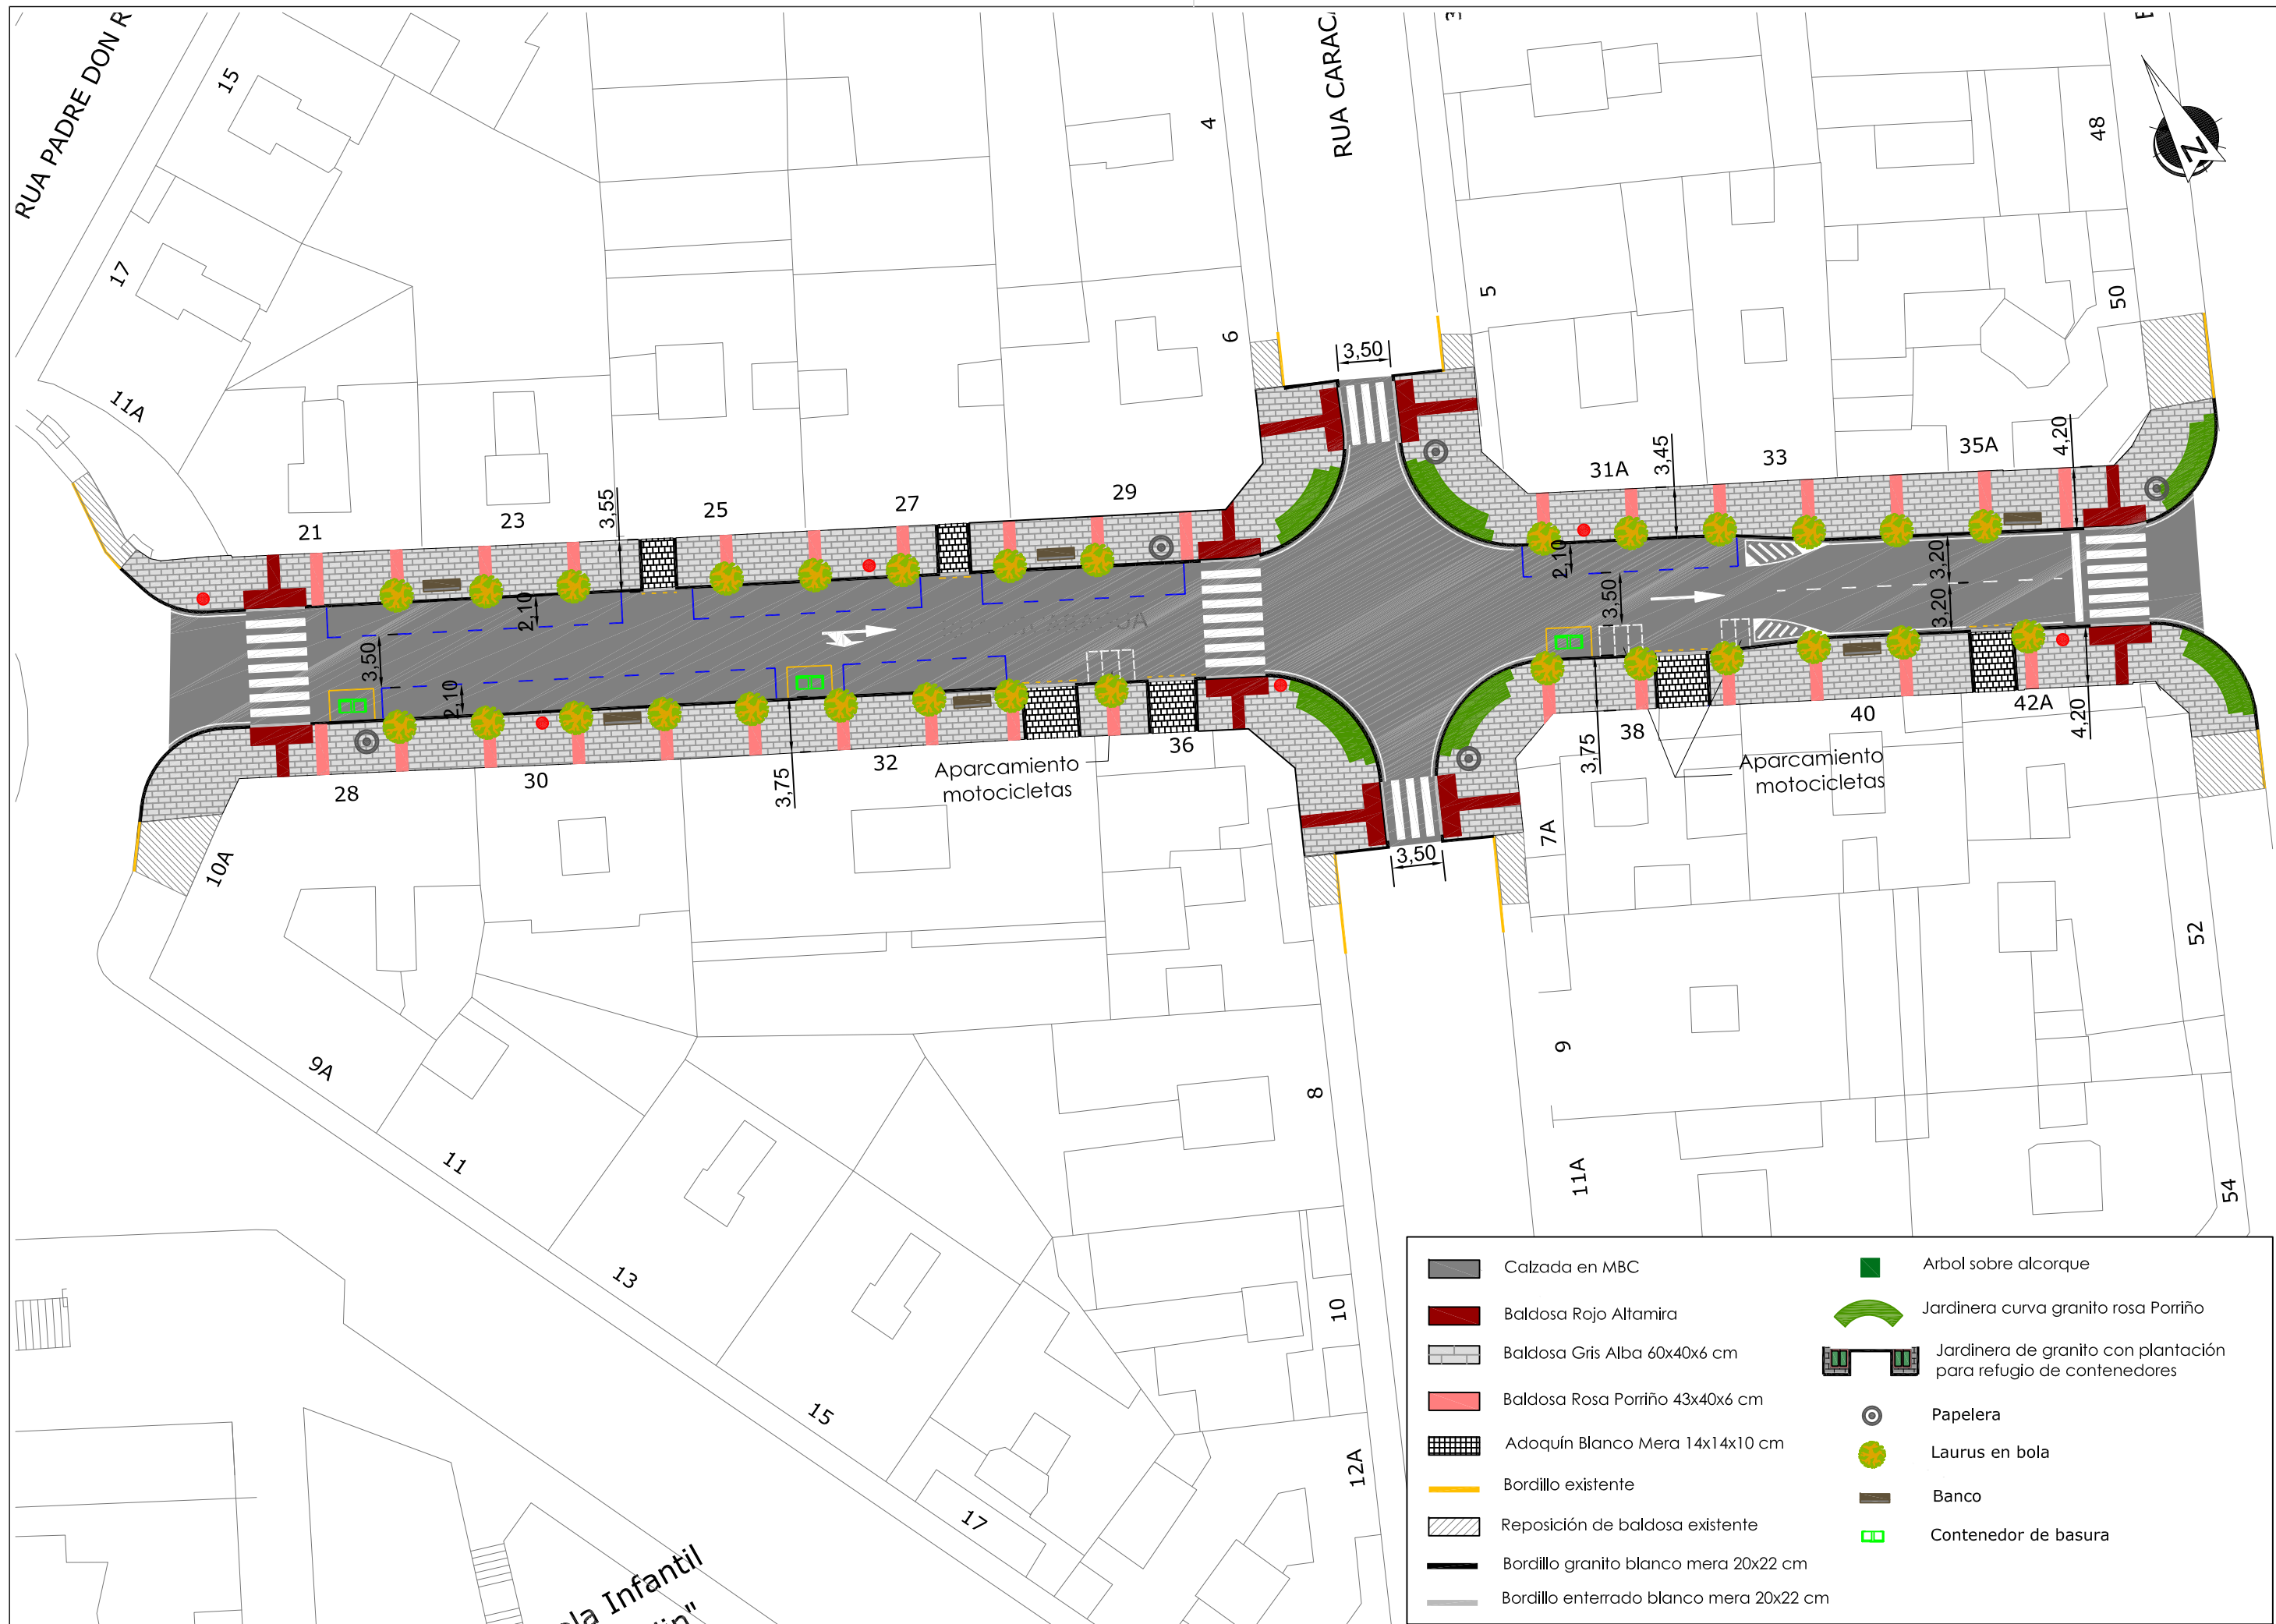 RUA PADRE DON R
15
17
11A
4
6
RUA CARAC
5
48
50
N
3,50
21
23
3,55
25
27
29
31A
3,45
33
35A
4,20
2,10
3,50
2,10
2,10
3,50
3,20
3,20
28
30
3,75
32
Aparcamiento
motocicletas
36
3,75
38
Aparcamiento
motocicletas
40
42A
4,20
10A
3,50
7A
9
52
9A
11
13
15
17
8
10
12A
11A
54
ola Infantil
Calzada en MBC
Baldosa Rojo Altamira
Baldosa Gris Alba 60x40x6 cm
Baldosa Rosa Porriño 43x40x6 cm
Adoquín Blanco Mera 14x14x10 cm
Bordillo existente
Reposición de baldosa existente
Bordillo granito blanco mera 20x22 cm
Bordillo enterrado blanco mera 20x22 cm
Arbol sobre alcorque
Jardinera curva granito rosa Porriño
Jardinera de granito con plantación
para refugio de contenedores
Papelera
Laurus en bola
Banco
Contenedor de basura